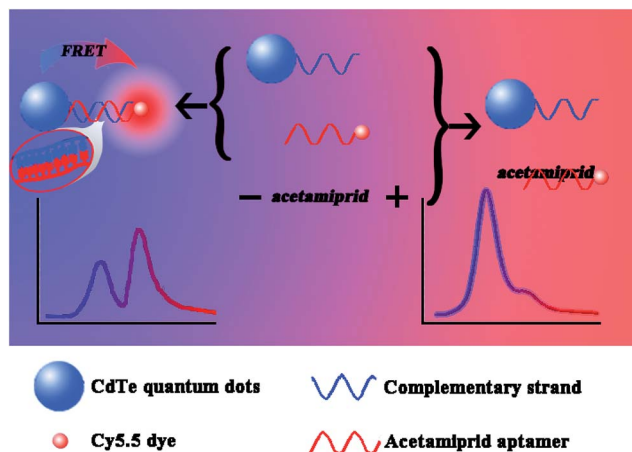 FRET
acetamiprid
− acetamiprid +
CdTe quantum dots
Complementary strand
Cy5.5 dye
Acetamiprid aptamer